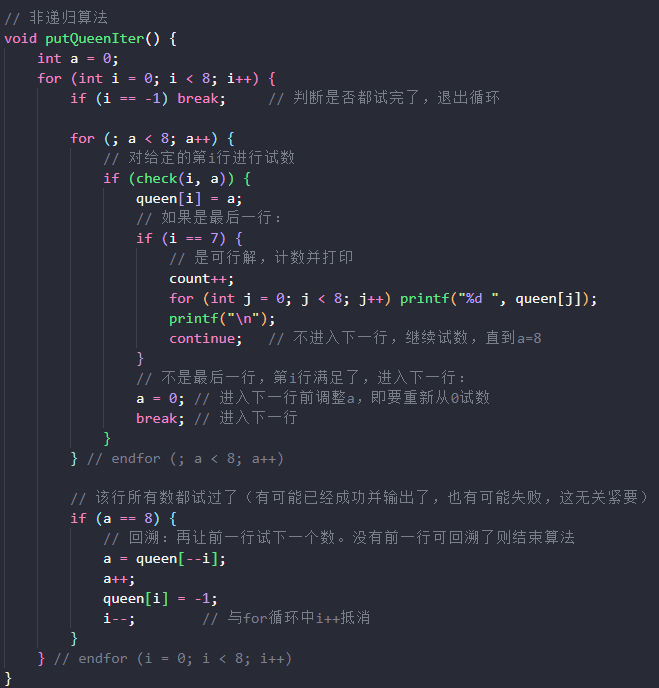 // 非递归算法
void putQueenIter() {
    int a = 0;
    for (int i = 0; i < 8; i++) {
        if (i == -1) break;     // 判断是否都试完了，退出循环

        for (; a < 8; a++) {
            // 对给定的第i行进行试数
            if (check(i, a)) {
                queen[i] = a;
                // 如果是最后一行：
                if (i == 7) {
                    // 是可行解，计数并打印
                    count++;
                    for (int j = 0; j < 8; j++) printf("%d ", queen[j]);
                    printf("\n");
                    continue;   // 不进入下一行，继续试数，直到a=8
                }
                // 不是最后一行，第i行满足了，进入下一行：
                a = 0; // 进入下一行前调整a，即要重新从0试数
                break; // 进入下一行
            }
        } // endfor (; a < 8; a++)

        // 该行所有数都试过了（有可能已经成功并输出了，也有可能失败，这无关紧要）
        if (a == 8) {
            // 回溯：再让前一行试下一个数。没有前一行可回溯了则结束算法
            a = queen[--i];
            a++;
            queen[i] = -1;
            i--;        // 与for循环中i++抵消
        }
    } // endfor (i = 0; i < 8; i++)
}